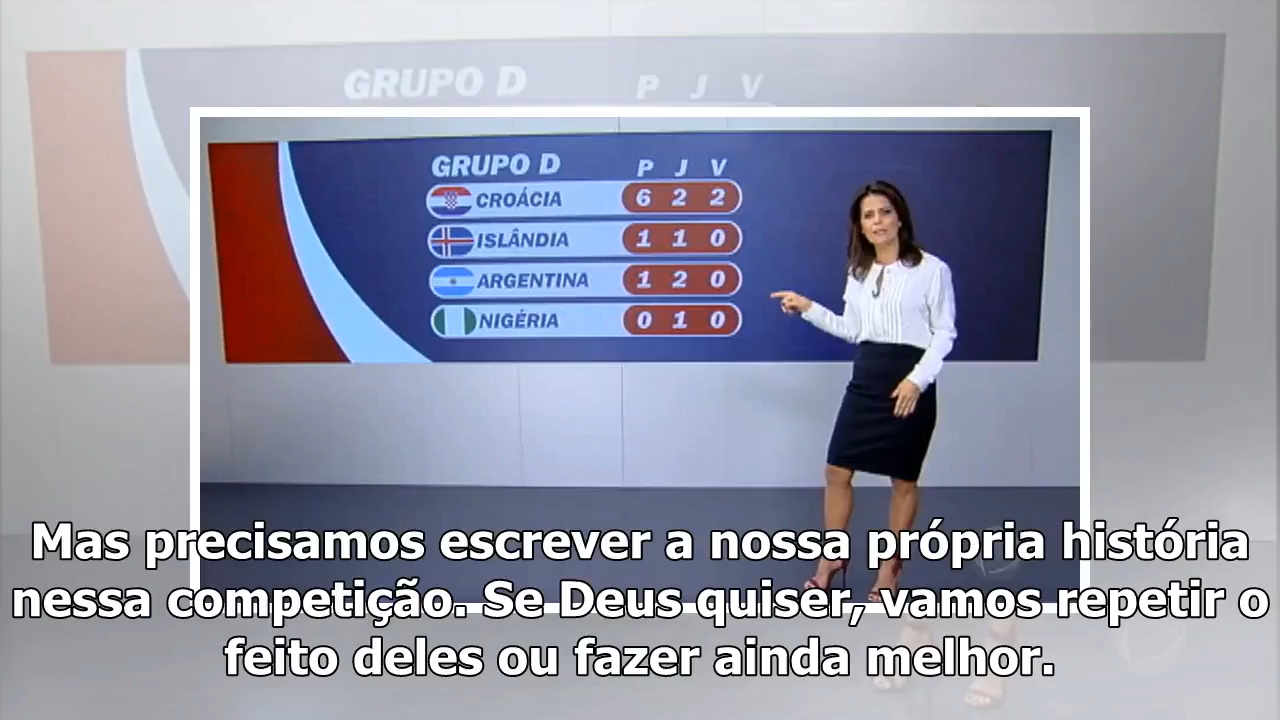 GRUPO D P J V
GRUPO D P J V
CROÁCIA 6 2 2
ISLÂNDIA 1 1 0
ARGENTINA 1 2 0
NIGÉRIA 0 1 0
Mas precisamos escrever a nossa própria história
nessa competição. Se Deus quiser, vamos repetir o
feito deles ou fazer ainda melhor.